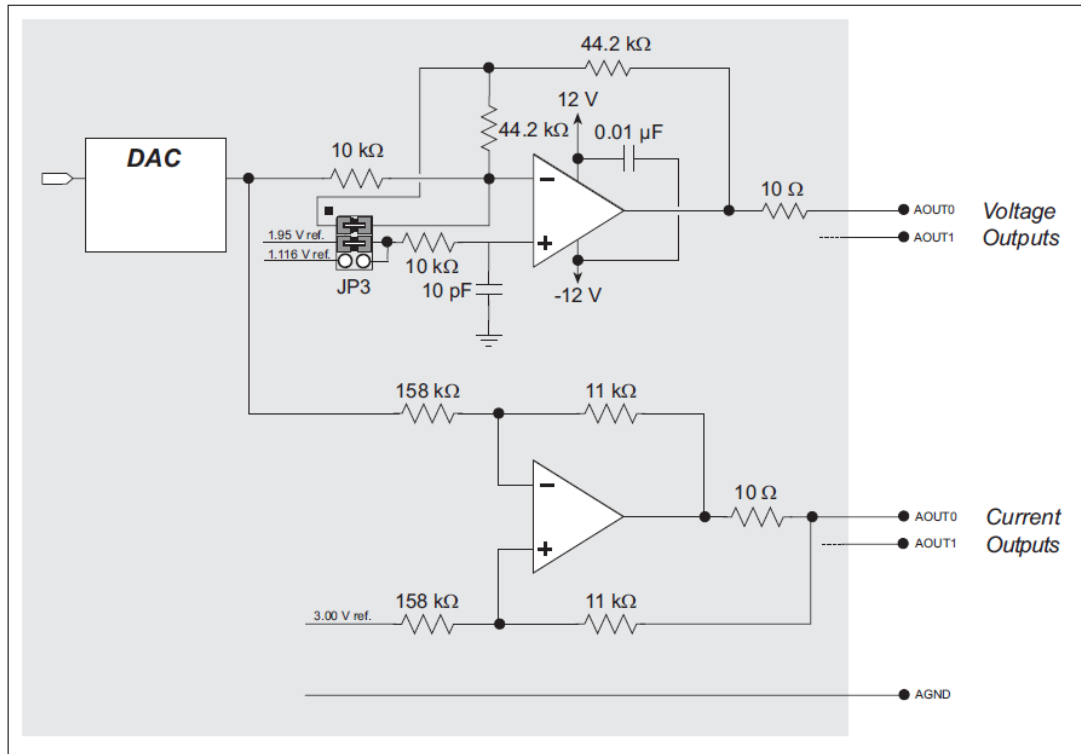 44.2 kΩ
12 V
44.2 kΩ
0.01 µF
DAC
10 kΩ
10 Ω
AOUT0
Voltage
AOUT1
Outputs
1.95 V ref.
1.116 V ref.
10 kΩ
JP3
10 pF
-12 V
158 kΩ
11 kΩ
10 Ω
AOUT0
Current
AOUT1
Outputs
158 kΩ
11 kΩ
3.00 V ref.
AGND